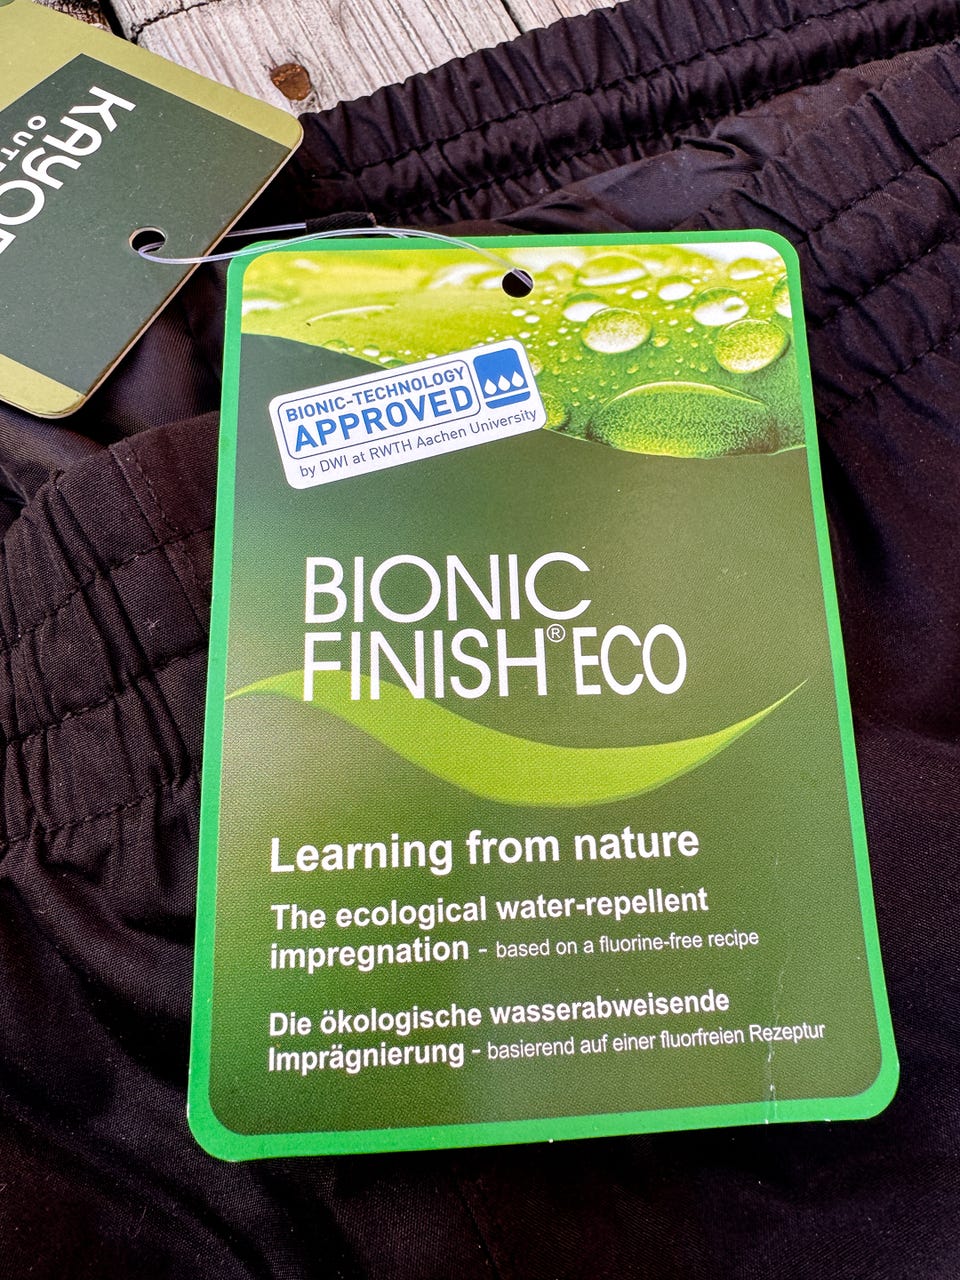 OUT
BIONIC-TECHNOLOGY
APPROVED
by DWI at RWTH Aachen University
BIONIC
FINISH® ECO
Learning from nature
The ecological water-repellent
impregnation - based on a fluorine-free recipe
Die ökologische wasserabweisende
Imprägnierung - basierend auf einer fluorfreien Rezeptur